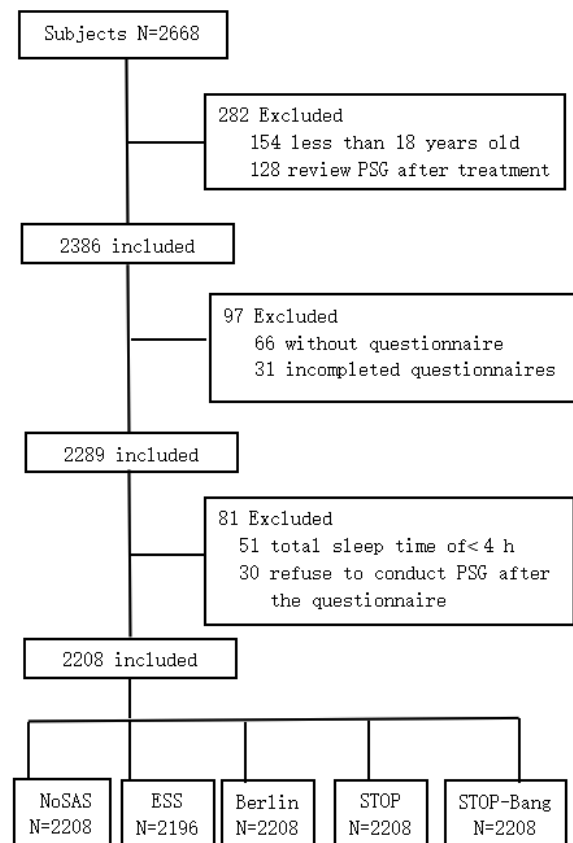 Subjects N=2668
282 Excluded
154 less than 18 years old
128 review PSG after treatment
2386 included
97 Excluded
66 without questionnaire
31 incompleted questionnaires
2289 included
81 Excluded
51 total sleep time of< 4 h
30 refuse to conduct PSG after
the questionnaire
2208 included
NoSAS
N=2208
ESS
N=2196
Berlin
N=2208
STOP
N=2208
STOP-Bang
N=2208